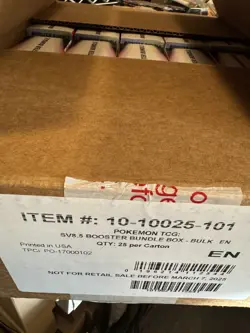 ITEM #: 10-10025-101
POKEMON TCG:
SV8.5 BOOSTER BUNDLE BOX - BULK EN
QTY: 25 per Carton
Printed in USA
TPCi PO-17000102
EN
NOT FOR RETAIL SALE BEFORE MARCH 7, 2025